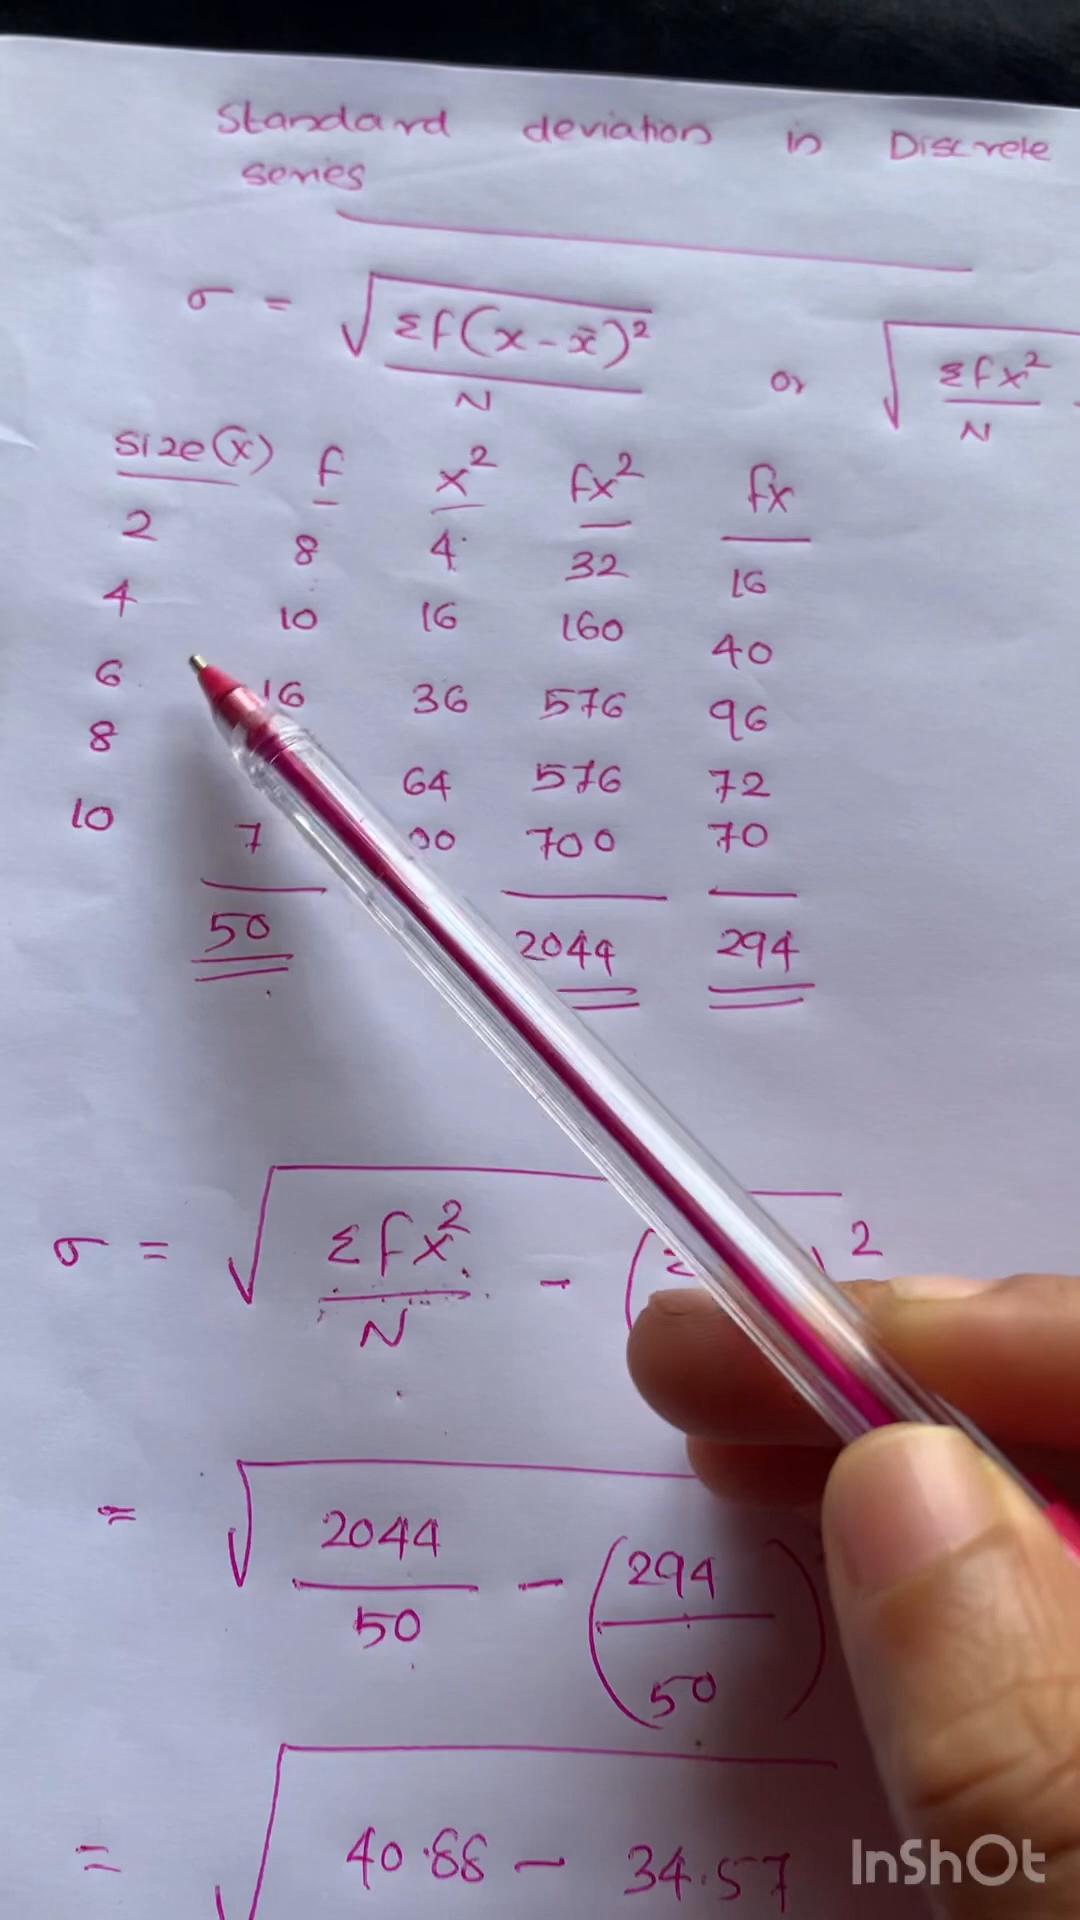 Standard deviation in Discrete
series
σ = √ Σf(x - x̄)² / N or √ Σfx² / N -
Size(x) f x² fx² fx
2 8 4 32 16
4 10 16 160 40
6 16 36 576 96
8 64 576 72
10 7 00 700 70
50 2044 294
σ = √ Σfx² / N - ( Σ )²
= √ 2044 / 50 - ( 294 / 50 )
= √ 40.88 - 34.57
InShOt